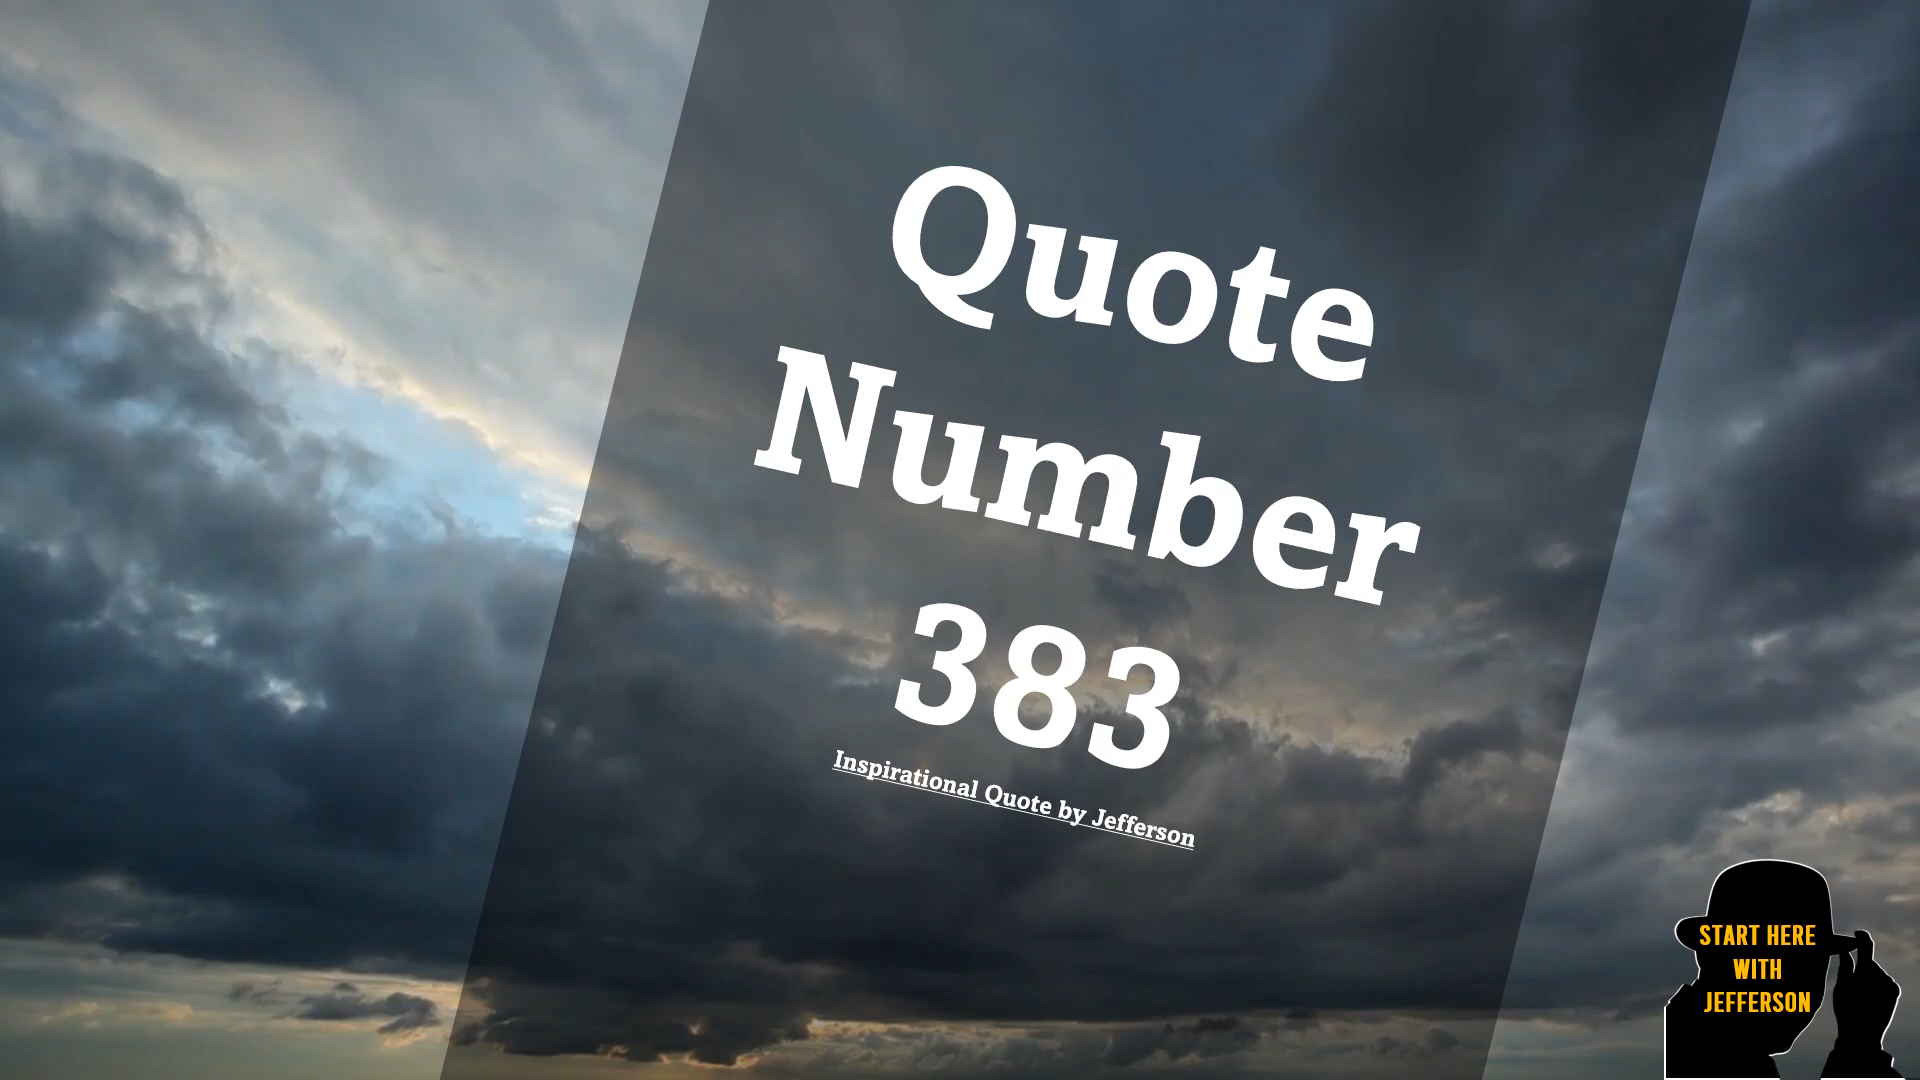 Quote
Number
383
Inspirational Quote by Jefferson
START HERE
WITH
JEFFERSON